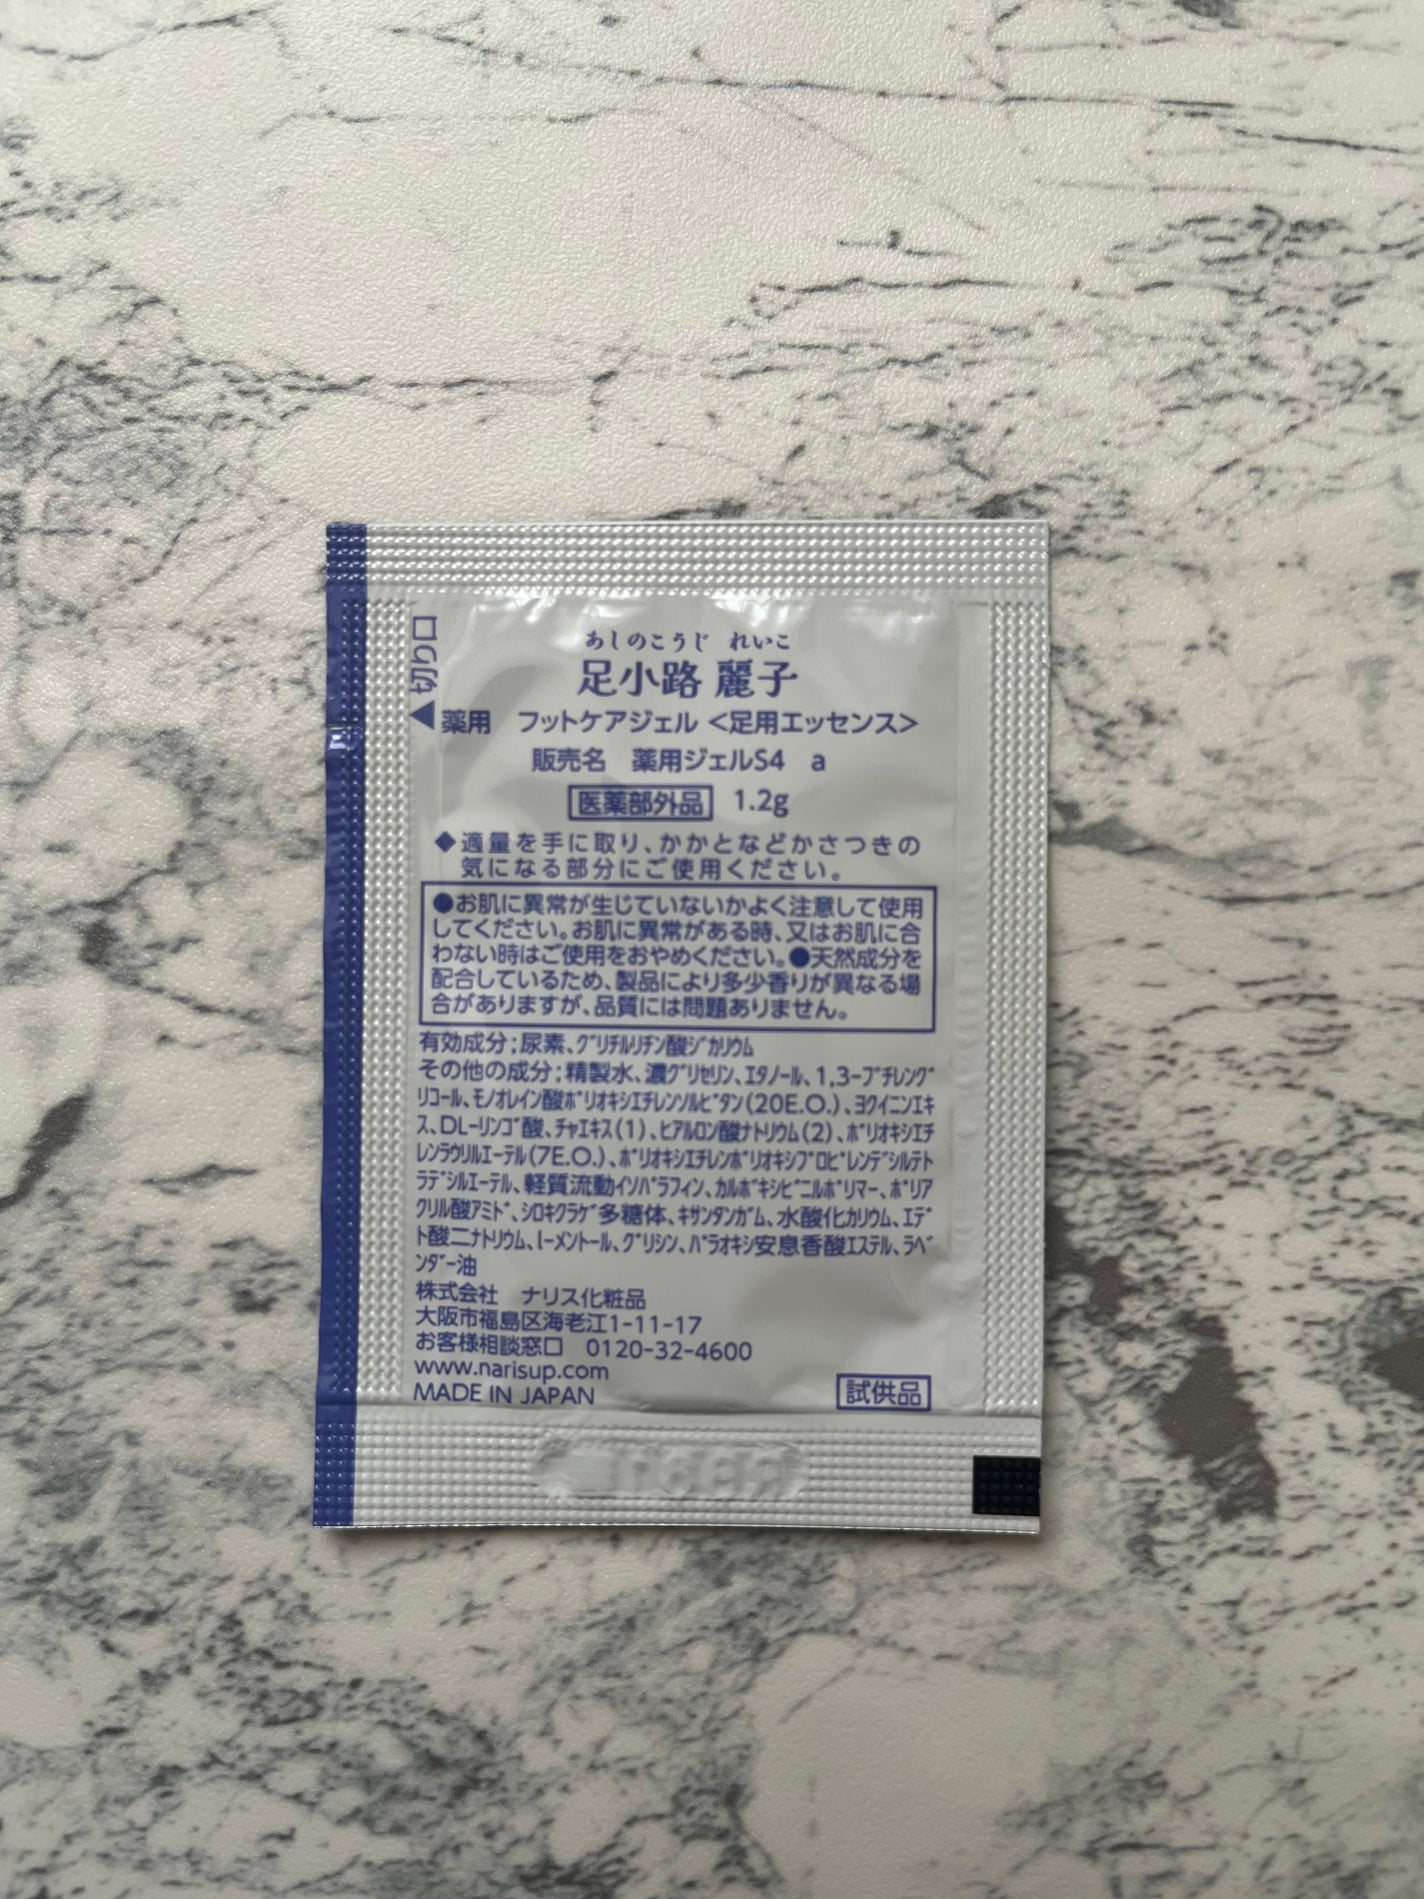 あしのこうじ れいこ
足小路 麗子
切り口
▲薬用 フットケアジェル <足用エッセンス>
販売名 薬用ジェルS4 a
医薬部外品 1.2g
◆適量を手に取り、かかとなどかさつきの
気になる部分にご使用ください。
●お肌に異常が生じていないかよく注意して使用
してください。お肌に異常がある時、又はお肌に合
わない時はご使用をおやめください。●天然成分を
配合しているため、製品により多少香りが異なる場
合がありますが、品質には問題ありません。
有効成分;尿素、グリチルリチン酸ジカリウム
その他の成分;精製水、濃グリセリン、エタノール、1,3-ブチレング
リコール、モノオレイン酸ポリオキシエチレンソルビタン(20E.O.)、ヨクイニンエキ
ス、DL-リンゴ酸、チャエキス(1)、ヒアルロン酸ナトリウム(2)、ポリオキシエチ
レンラウリルエーテル(7E.O.)、ポリオキシエチレンポリオキシプロピレンデシルテト
ラデシルエーテル、軽質流動イソパラフィン、カルボキシビニルポリマー、ポリア
クリル酸アミド、シロキクラゲ多糖体、キサンタンガム、水酸化カリウム、エデ
ト酸二ナトリウム、l-メントール、グリシン、パラオキシ安息香酸エステル、ラベ
ンダー油
株式会社 ナリス化粧品
大阪市福島区海老江1-11-17
お客様相談窓口 0120-32-4600
www.narisup.com
MADE IN JAPAN
試供品